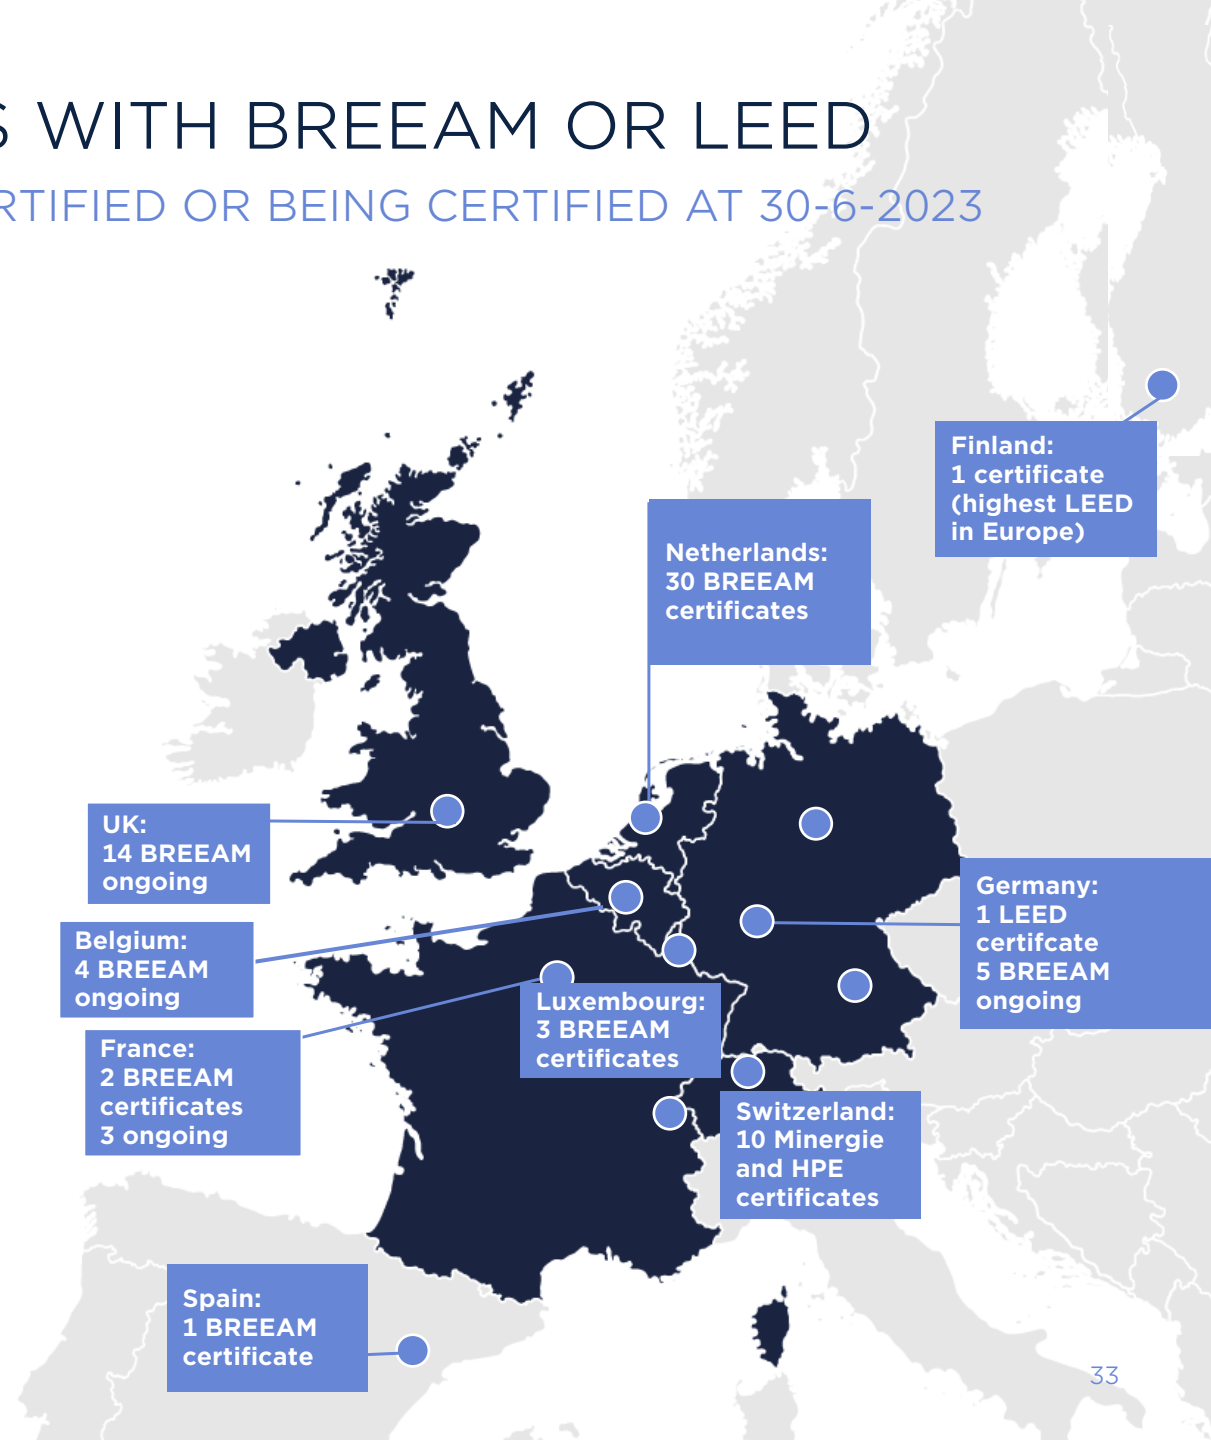 S WITH BREEAM OR LEED
RTIFIED OR BEING CERTIFIED AT 30-6-2023
Finland:
1 certificate
(highest LEED
in Europe)
Netherlands:
30 BREEAM
certificates
UK:
14 BREEAM
ongoing
Germany:
1 LEED
certifcate
5 BREEAM
ongoing
Belgium:
4 BREEAM
ongoing
Luxembourg:
3 BREEAM
certificates
France:
2 BREEAM
certificates
3 ongoing
Switzerland:
10 Minergie
and HPE
certificates
Spain:
1 BREEAM
certificate
33